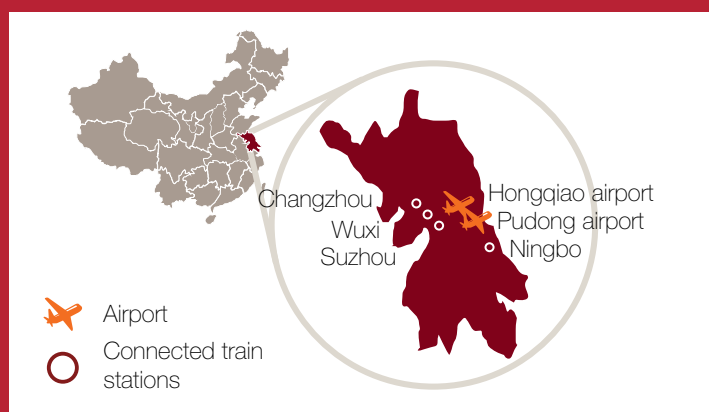 Changzhou
Wuxi
Suzhou
Hongqiao airport
Pudong airport
Ningbo
Airport
Connected train
stations